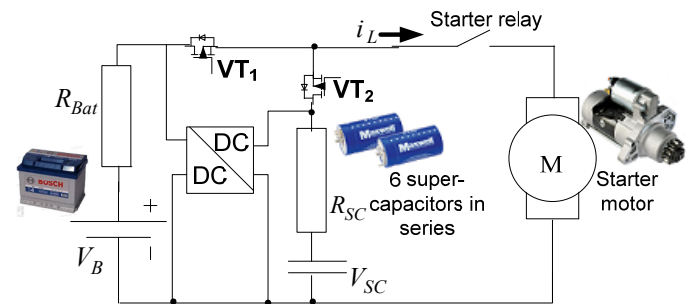 i_L
Starter relay
VT₁
VT₂
R_Bat
DC
DC
MAXWELL
BOSCH
6 super-
capacitors in
series
R_SC
M
Starter
motor
+
V_B
V_SC